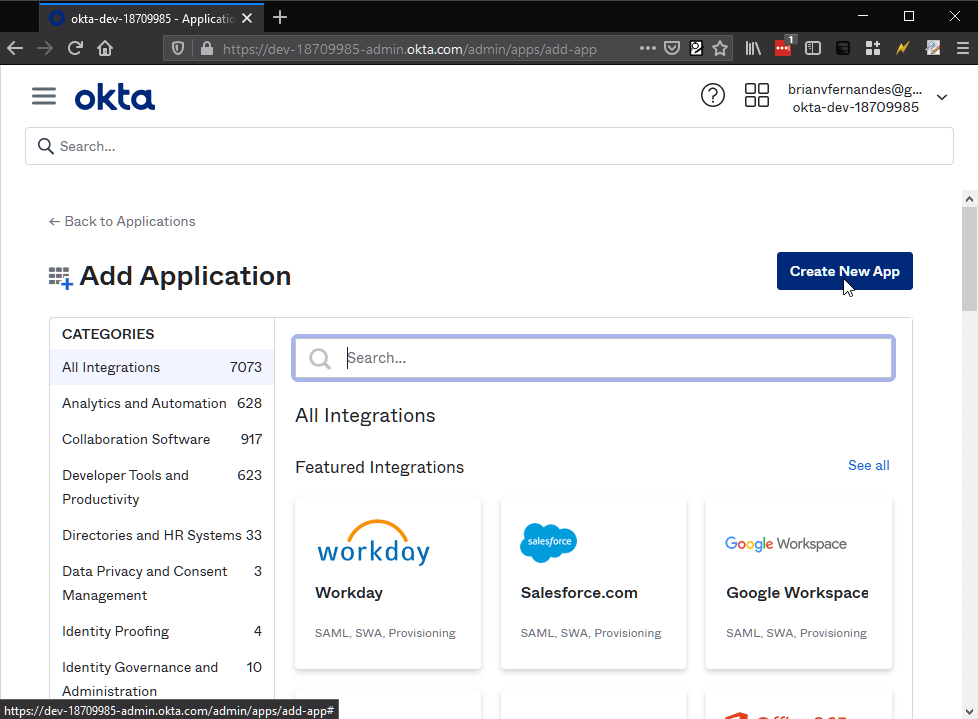 okta-dev-18709985 - Applicatio
https://dev-18709985-admin.okta.com/admin/apps/add-app
1
okta
brianvfernandes@g...
okta-dev-18709985
Search...
← Back to Applications
Add Application
Create New App
CATEGORIES
All Integrations 7073
Analytics and Automation 628
Collaboration Software 917
Developer Tools and 623
Productivity
Directories and HR Systems 33
Data Privacy and Consent 3
Management
Identity Proofing 4
Identity Governance and 10
Administration
Search...
All Integrations
Featured Integrations
See all
workday
Workday
SAML, SWA, Provisioning
salesforce
Salesforce.com
SAML, SWA, Provisioning
Google Workspace
Google Workspace
SAML, SWA, Provisioning
https://dev-18709985-admin.okta.com/admin/apps/add-app#